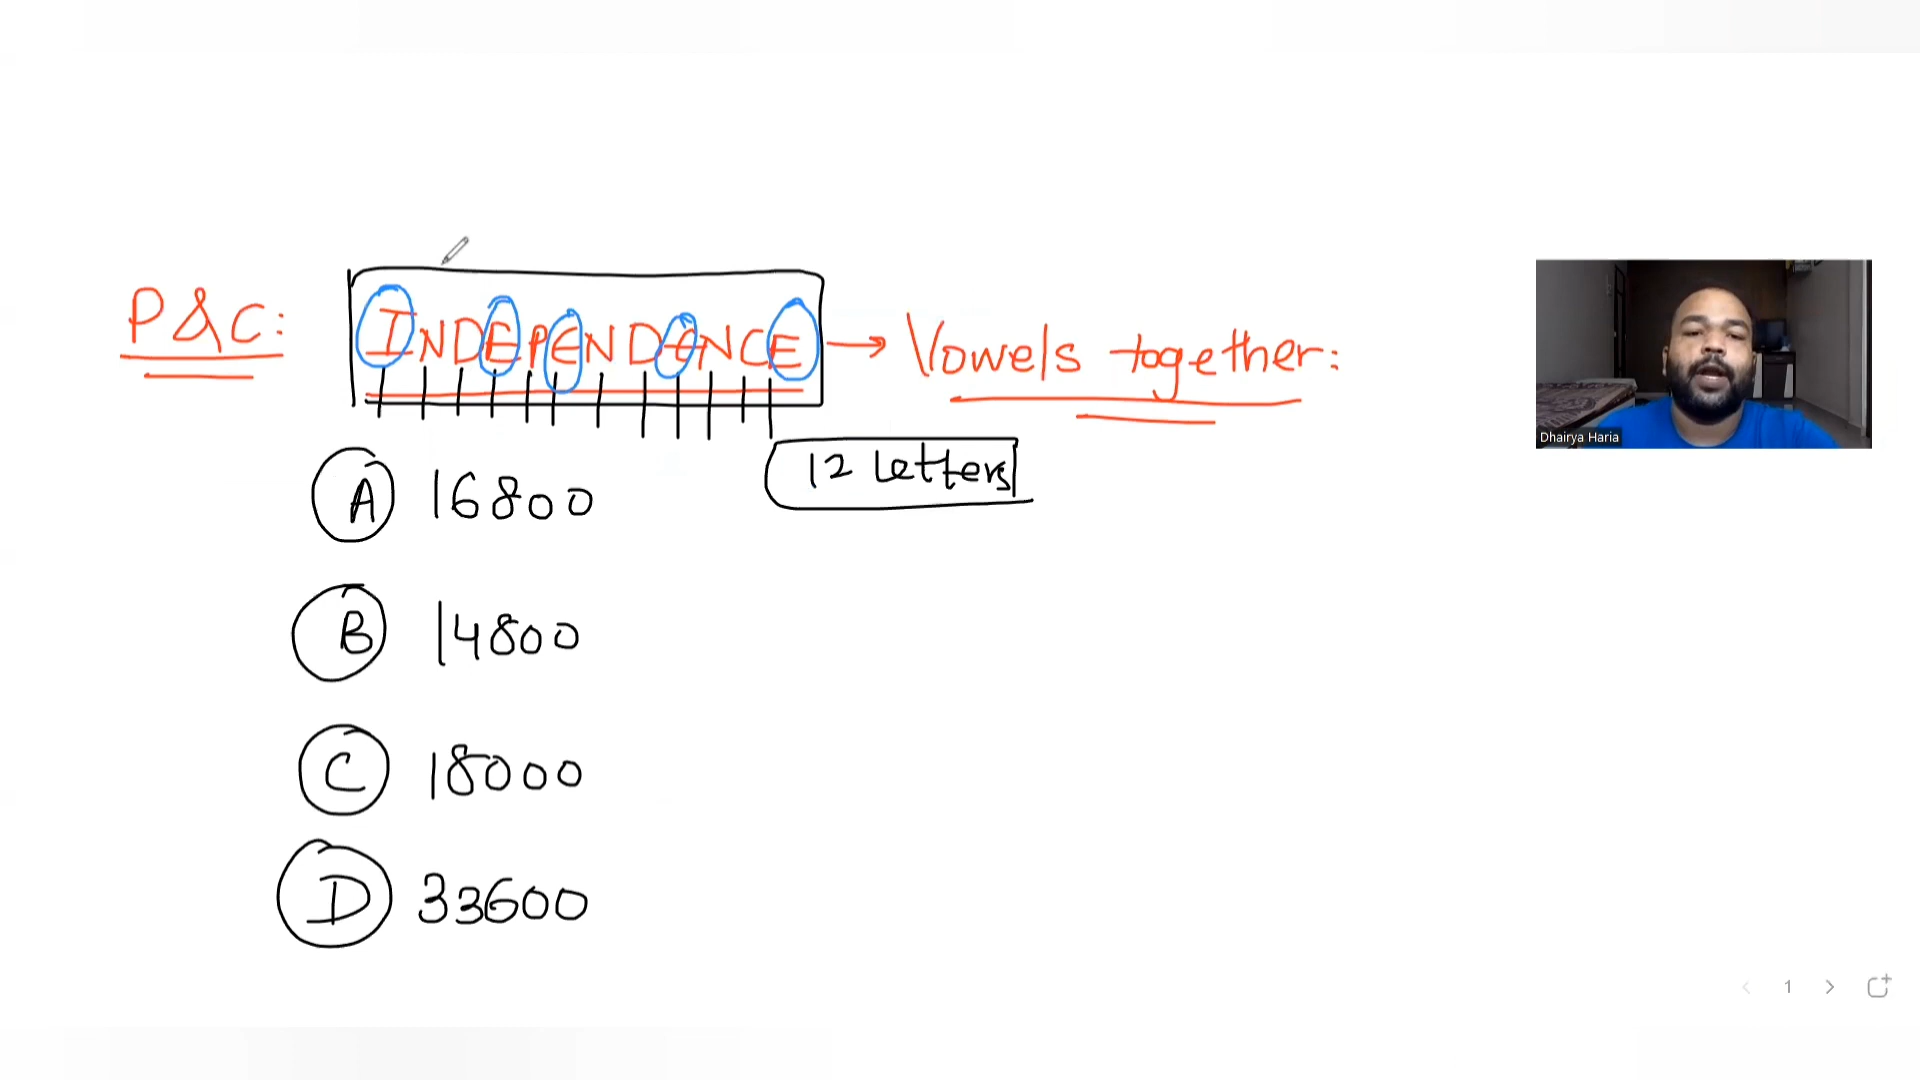 P & C: INDEPENDENCE → Vowels together:
12 Letters
A 16800
B 14800
C 18000
D 33600
Dhairya Haria
1